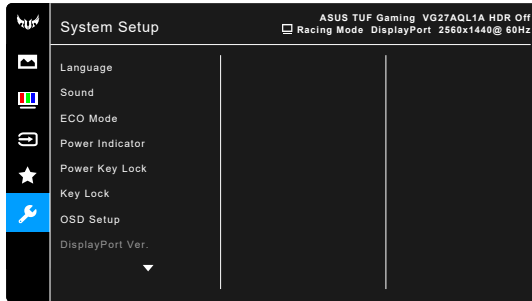 System Setup
ASUS TUF Gaming VG27AQL1A HDR Off
Racing Mode DisplayPort 2560x1440@ 60Hz
Language
Sound
ECO Mode
Power Indicator
Power Key Lock
Key Lock
OSD Setup
DisplayPort Ver.